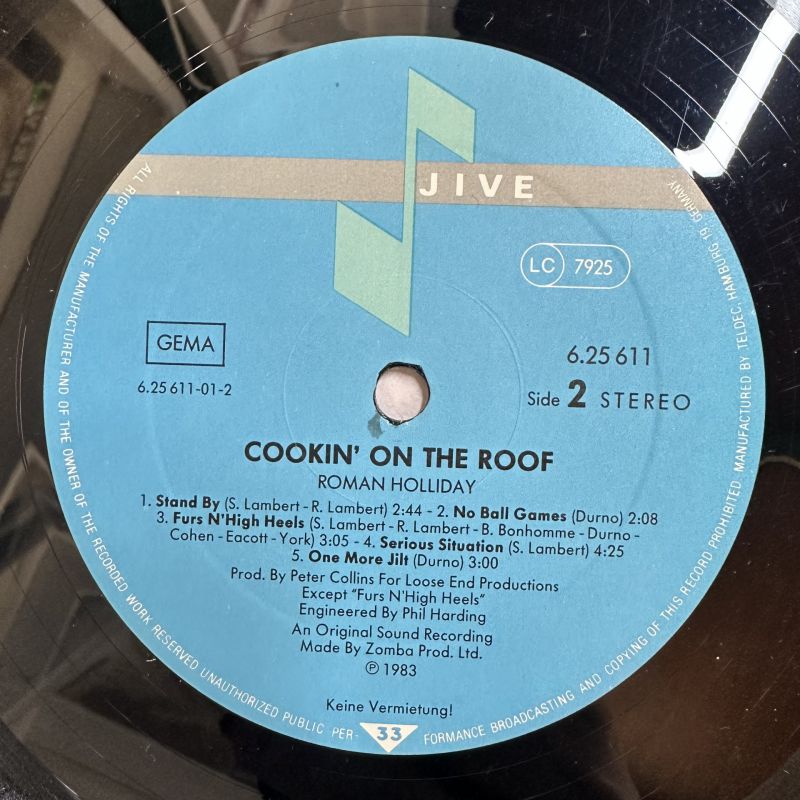 JIVE
LC 7925
GEMA
6.25 611-01-2
6.25 611
Side 2 STEREO
COOKIN' ON THE ROOF
ROMAN HOLLIDAY
1. Stand By (S. Lambert - R. Lambert) 2:44 - 2. No Ball Games (Durno) 2:08
3. Furs N'High Heels (S. Lambert - R. Lambert - B. Bonhomme - Durno -
Cohen - Eacott - York) 3:05 - 4. Serious Situation (S. Lambert) 4:25
5. One More Jilt (Durno) 3:00
Prod. By Peter Collins For Loose End Productions
Except "Furs N'High Heels"
Engineered By Phil Harding
An Original Sound Recording
Made By Zomba Prod. Ltd.
℗ 1983
Keine Vermietung!
33
ALL RIGHTS OF THE MANUFACTURER AND OF THE OWNER OF THE RECORDED WORK RESERVED UNAUTHORIZED PUBLIC PER- FORMANCE BROADCASTING AND COPYING OF THIS RECORD PROHIBITED. MANUFACTURED BY TELDEC, HAMBURG 19 GERMANY